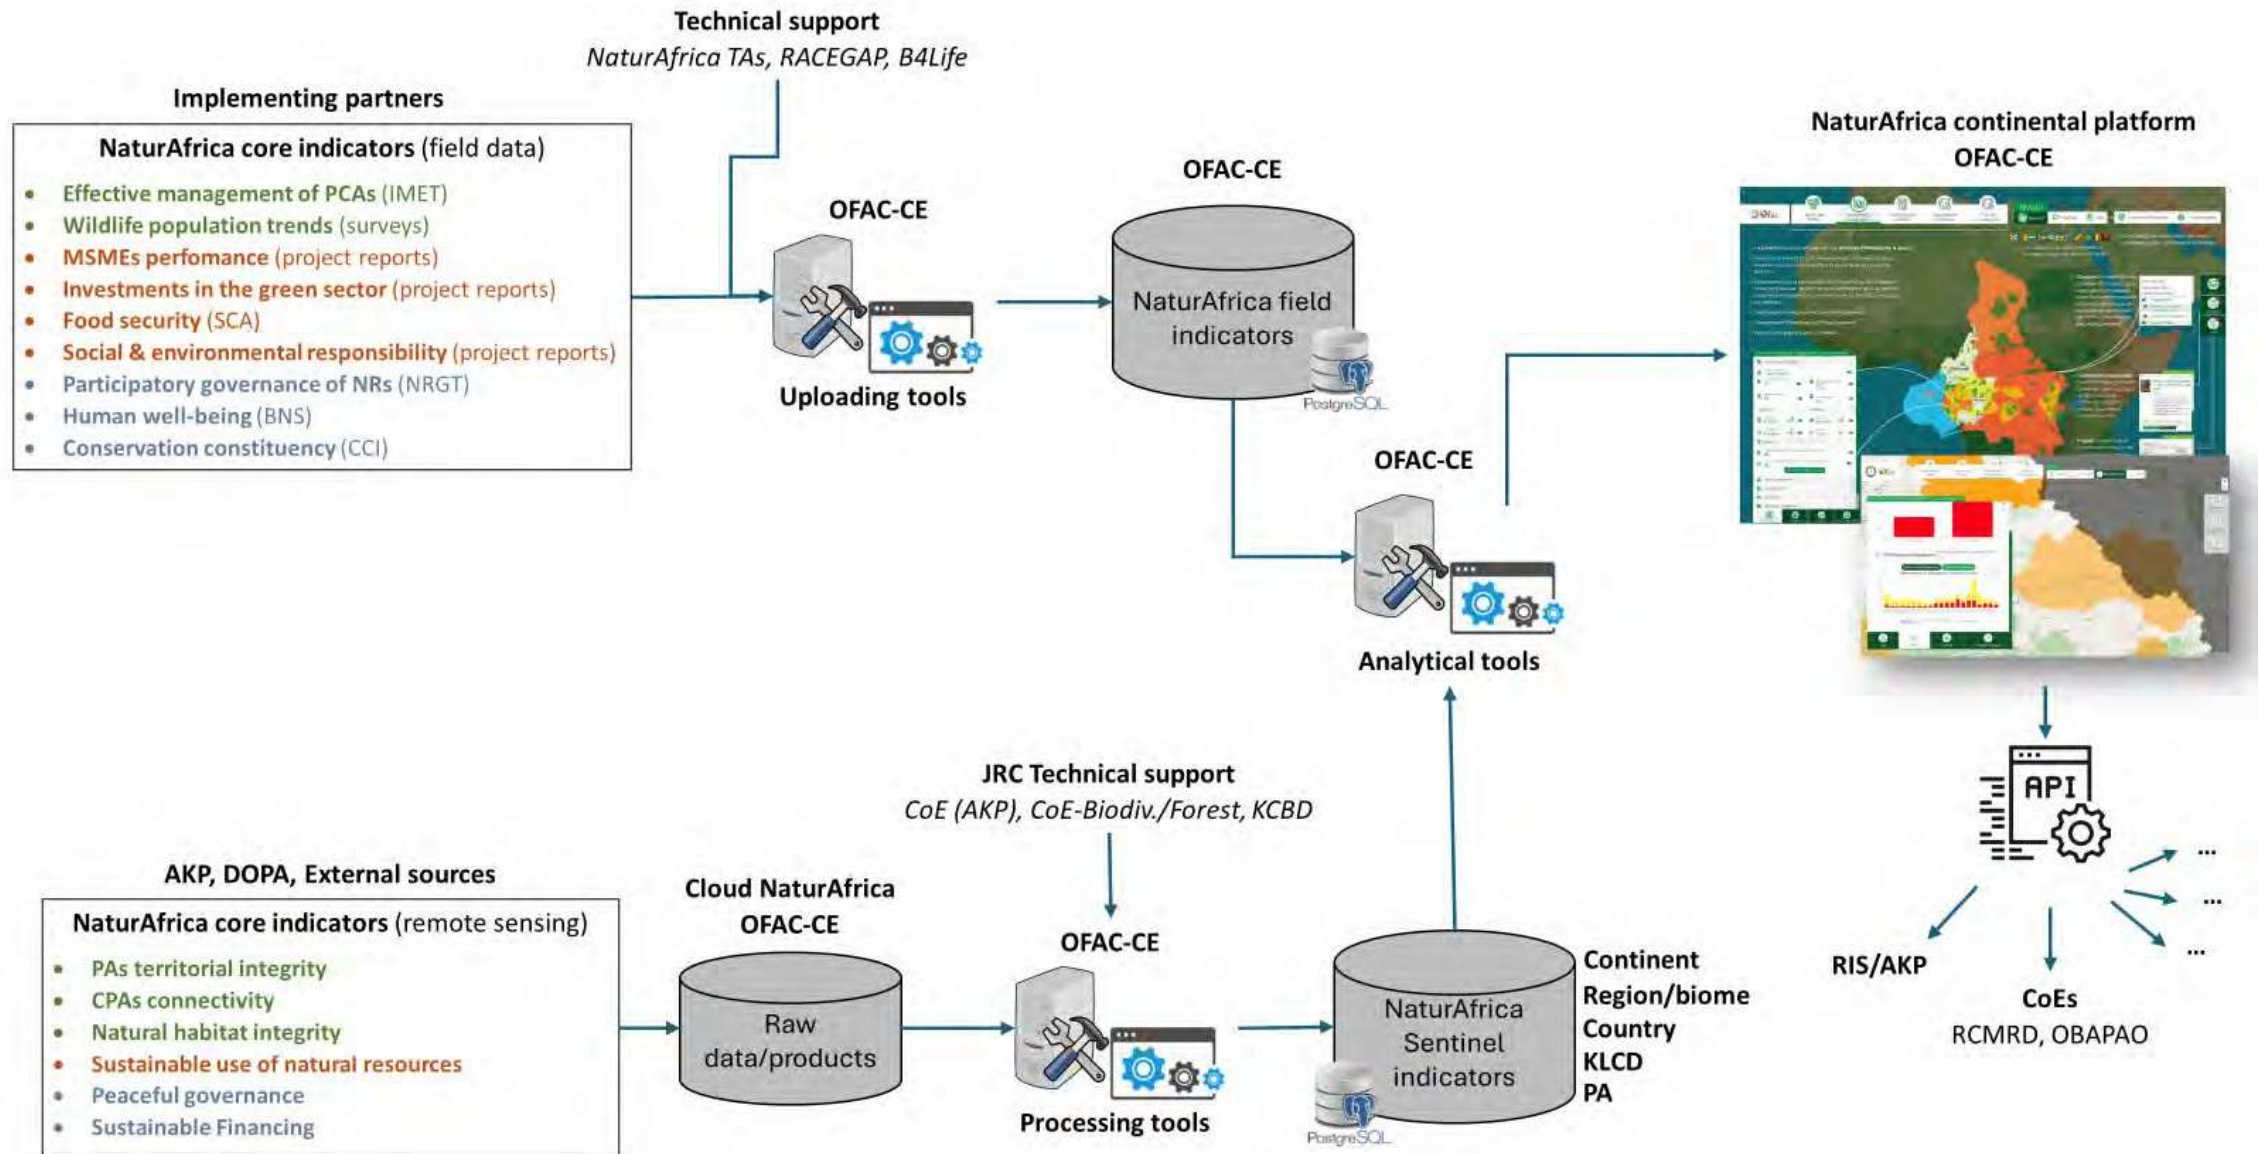 Technical support
NaturAfrica TAs, RACEGAP, B4Life
Implementing partners
NaturAfrica core indicators (field data)
• Effective management of PCAs (IMET)
• Wildlife population trends (surveys)
• MSMEs perfomance (project reports)
• Investments in the green sector (project reports)
• Food security (SCA)
• Social & environmental responsibility (project reports)
• Participatory governance of NRs (NRGT)
• Human well-being (BNS)
• Conservation constituency (CCI)
OFAC-CE
Uploading tools
OFAC-CE
NaturAfrica field
indicators
PostgreSQL
OFAC-CE
Analytical tools
NaturAfrica continental platform
OFAC-CE
API
RIS/AKP
CoEs
RCMRD, OBAPAO
...
...
...
JRC Technical support
CoE (AKP), CoE-Biodiv./Forest, KCBD
AKP, DOPA, External sources
NaturAfrica core indicators (remote sensing)
• PAs territorial integrity
• CPAs connectivity
• Natural habitat integrity
• Sustainable use of natural resources
• Peaceful governance
• Sustainable Financing
Cloud NaturAfrica
OFAC-CE
Raw
data/products
OFAC-CE
Processing tools
NaturAfrica
Sentinel
indicators
PostgreSQL
Continent
Region/biome
Country
KLCD
PA